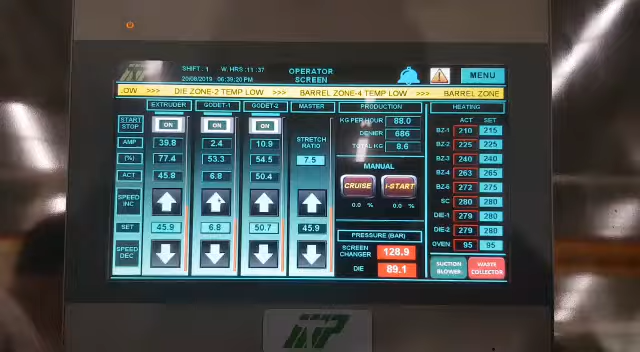 SHIFT: 1 W. HRS :11 :37
20/08/2019 06:39:20 PM
OPERATOR SCREEN
MENU
OW >>> DIE ZONE-2 TEMP LOW >>> BARREL ZONE-4 TEMP LOW >>> BARREL ZONE
EXTRUDER GODET-1 GODET-2 MASTER PRODUCTION HEATING
START STOP ON ON ON
AMP 39.8 2.4 10.9
(%) 77.4 53.3 54.5
ACT 45.8 6.8 50.4
SPEED INC
SET 45.9 6.8 50.7 45.9
SPEED DEC
STRETCH RATIO
7.5
KG PER HOUR 88.0
DENIER 686
TOTAL KG 8.6
MANUAL
CRUISE i-START
0.0 % 0.0 %
PRESSURE (BAR)
SCREEN CHANGER 128.9
DIE 89.1
ACT SET
BZ-1 210 215
BZ-2 225 225
BZ-3 240 240
BZ-4 263 265
BZ-5 272 275
SC 280 280
DIE-1 279 280
DIE-2 279 280
OVEN 95 95
SUCTION BLOWER
WASTE COLLECTOR